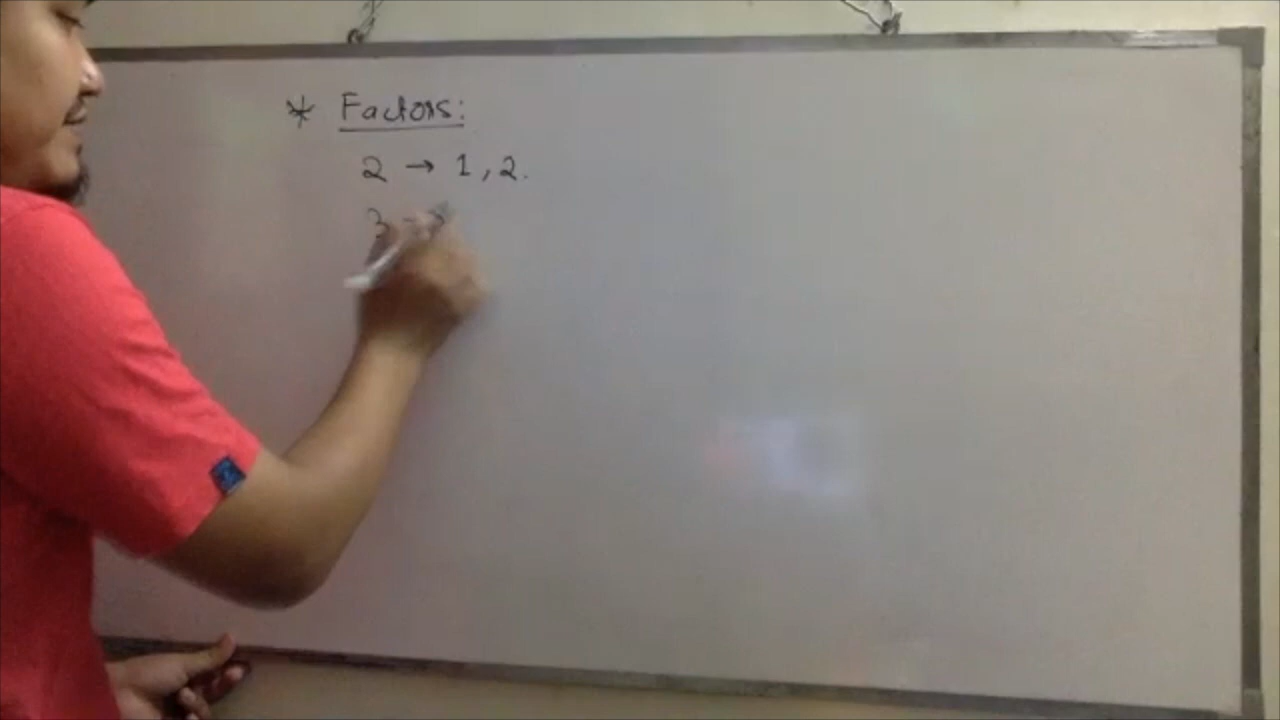 * Factors:
2 → 1, 2.
3 →